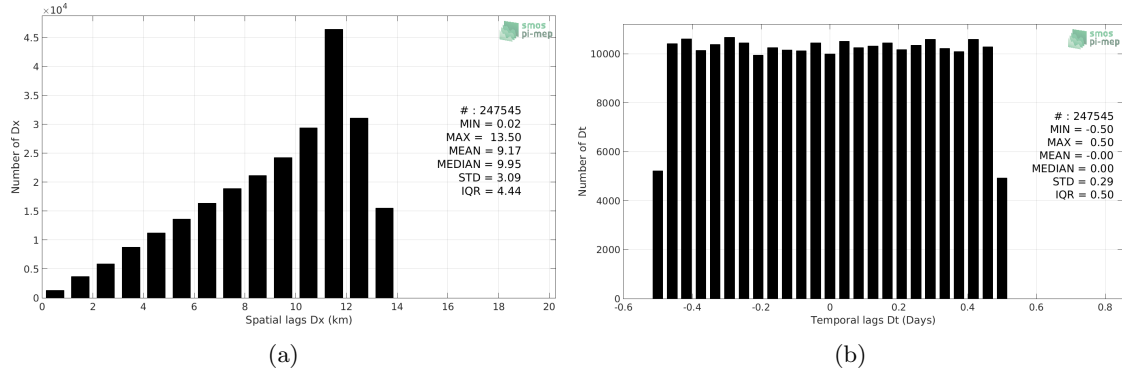 ×10⁴
4.5
4
3.5
3
2.5
2
1.5
1
0.5
0
Number of Dx
smos
pi-mep
# : 247545
MIN = 0.02
MAX = 13.50
MEAN = 9.17
MEDIAN = 9.95
STD = 3.09
IQR = 4.44
0 2 4 6 8 10 12 14 16 18 20
Spatial lags Dx (km)
(a)
10000
8000
6000
4000
2000
0
Number of Dt
smos
pi-mep
# : 247545
MIN = -0.50
MAX = 0.50
MEAN = -0.00
MEDIAN = 0.00
STD = 0.29
IQR = 0.50
-0.6 -0.4 -0.2 0 0.2 0.4 0.6 0.8
Temporal lags Dt (Days)
(b)